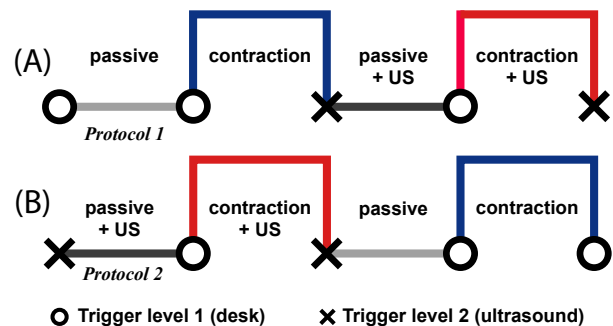 (A)
passive
contraction
passive
+ US
contraction
+ US
Protocol 1
(B)
passive
+ US
contraction
+ US
passive
contraction
Protocol 2
Trigger level 1 (desk)
Trigger level 2 (ultrasound)